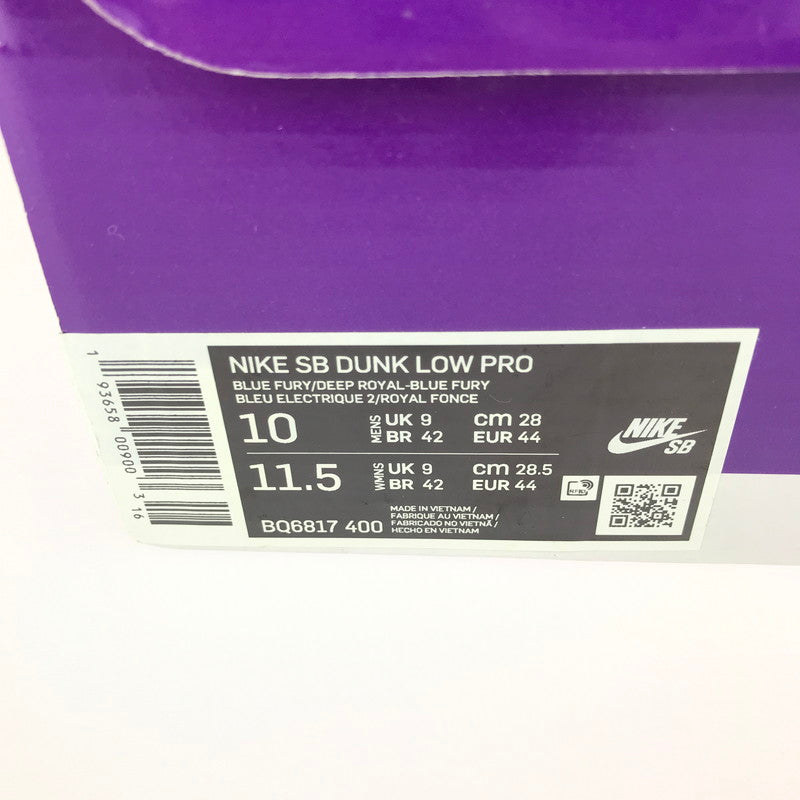 NIKE SB DUNK LOW PRO
BLUE FURY/DEEP ROYAL-BLUE FURY
BLEU ELECTRIQUE 2/ROYAL FONCE
10 MENS UK 9 cm 28
BR 42 EUR 44
11.5 WMNS UK 9 cm 28.5
BR 42 EUR 44
BQ6817 400
MADE IN VIETNAM /
FABRIQUE AU VIETNAM /
FABRICADO NO VIETNÃ /
HECHO EN VIETNAM
NIKE
SB
1 93658 00900 3 16